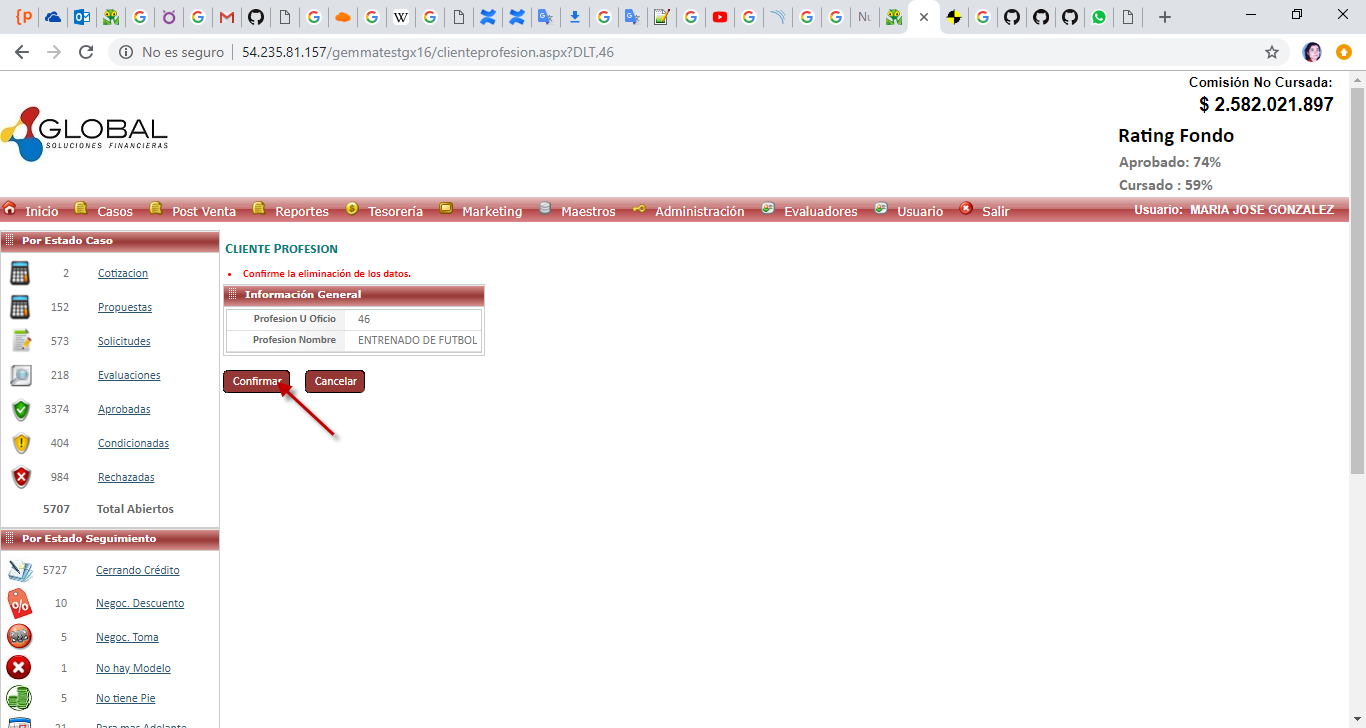 No es seguro
54.235.81.157/gemmatestgx16/clienteprofesion.aspx?DLT,46
Comisión No Cursada:
$ 2.582.021.897
GLOBAL
SOLUCIONES FINANCIERAS
Rating Fondo
Aprobado: 74%
Cursado : 59%
Inicio Casos Post Venta Reportes Tesorería Marketing Maestros Administración Evaluadores Usuario Salir Usuario: MARIA JOSE GONZALEZ
Por Estado Caso
2 Cotizacion
152 Propuestas
573 Solicitudes
218 Evaluaciones
3374 Aprobadas
404 Condicionadas
984 Rechazadas
5707 Total Abiertos
Por Estado Seguimiento
5727 Cerrando Crédito
10 Negoc. Descuento
5 Negoc. Toma
1 No hay Modelo
5 No tiene Pie
21 Para mas Adelante
CLIENTE PROFESION
Confirme la eliminación de los datos.
Información General
Profesion U Oficio 46
Profesion Nombre ENTRENADO DE FUTBOL
Confirmar Cancelar